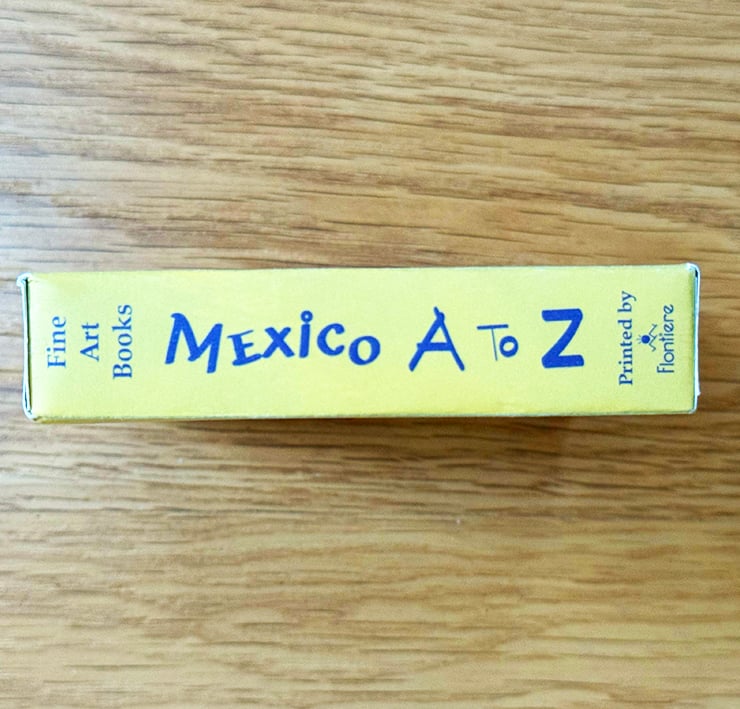 Fine
Art
Books
MEXiCO A To Z
Printed by
Flontiere